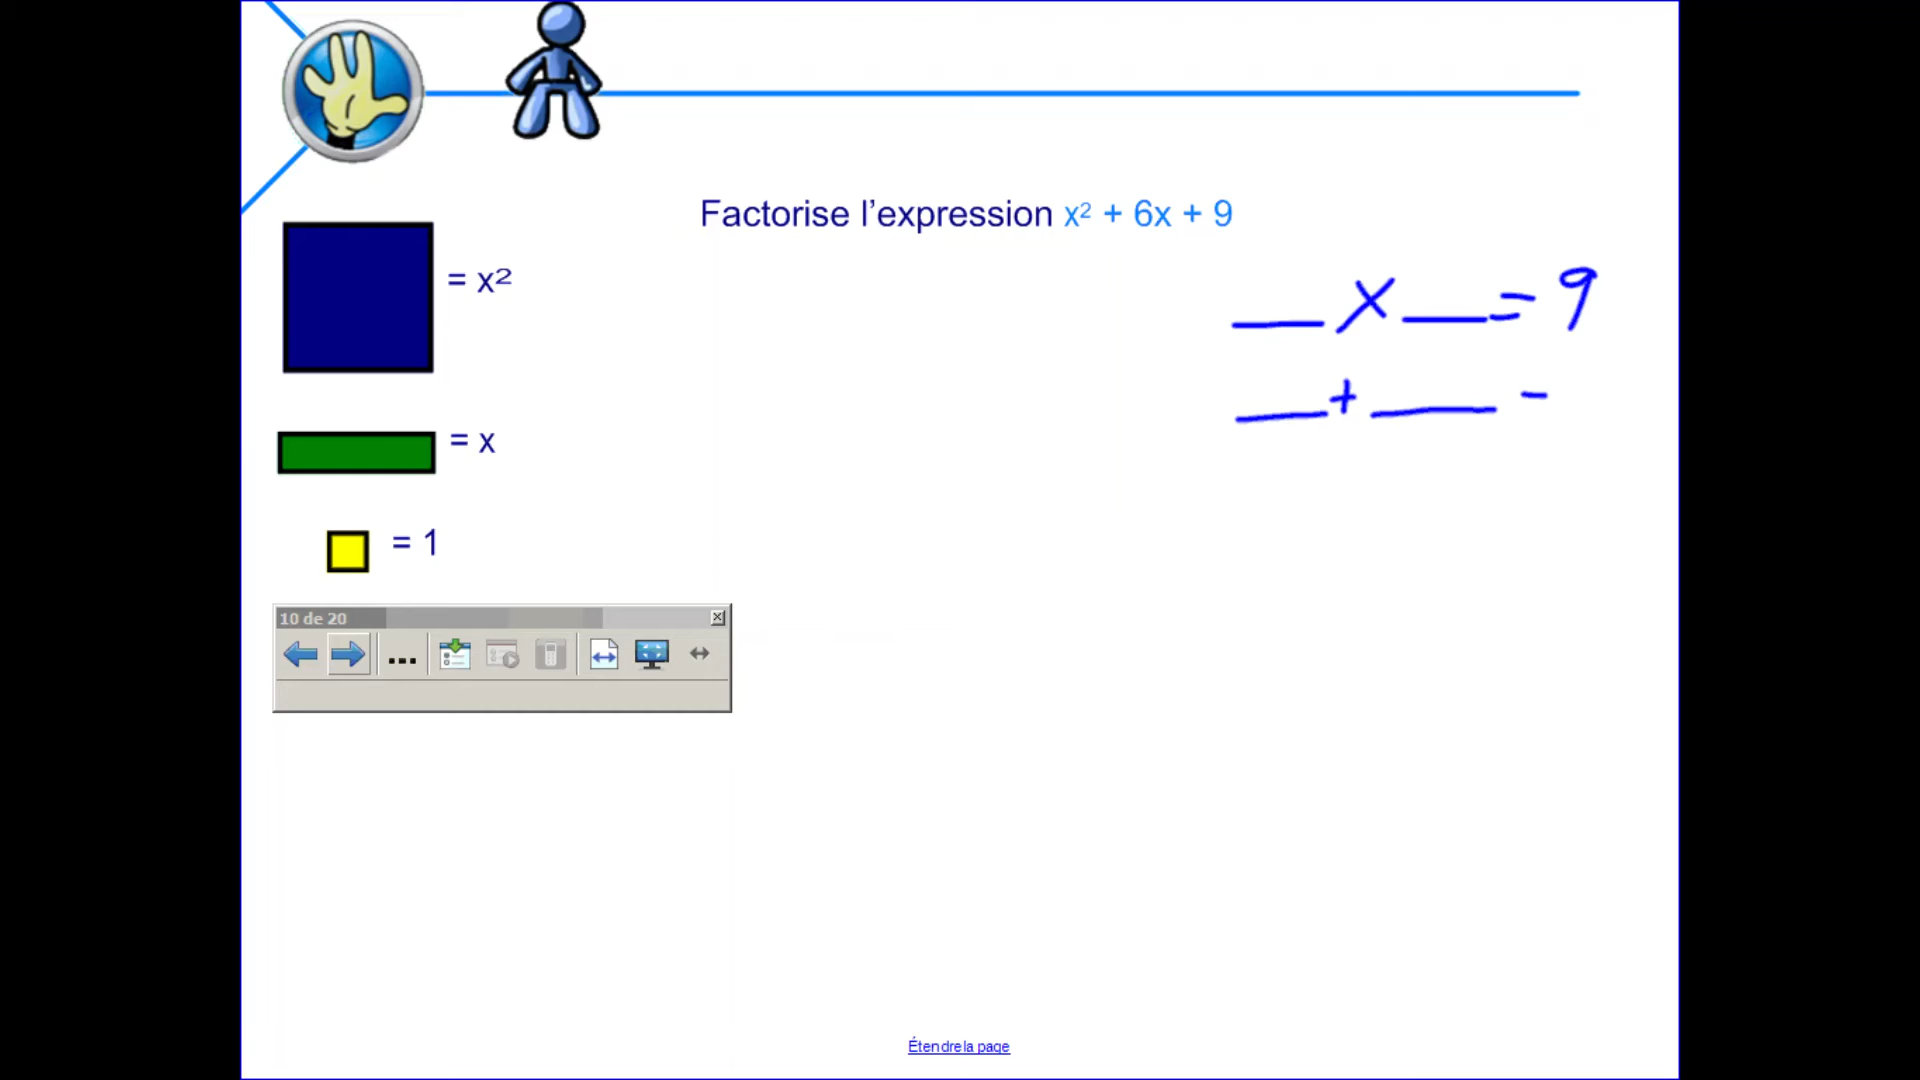 Factorise l’expression x² + 6x + 9
= x²
__ x __ = 9
__ + __ -
= x
= 1
10 de 20
...
Étendre la page